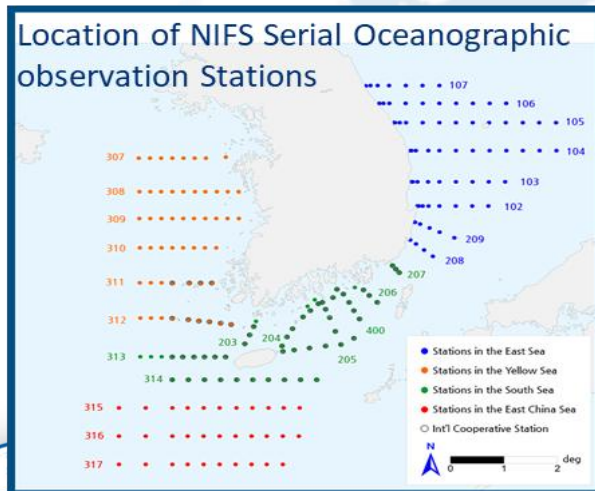 Location of NIFS Serial Oceanographic
observation Stations
107
106
105
104
103
102
209
208
207
206
400
205
204
203
307
308
309
310
311
312
313
314
315
316
317
Stations in the East Sea
Stations in the Yellow Sea
Stations in the South Sea
Stations in the East China Sea
Int'l Cooperative Station
N
deg
0 1 2